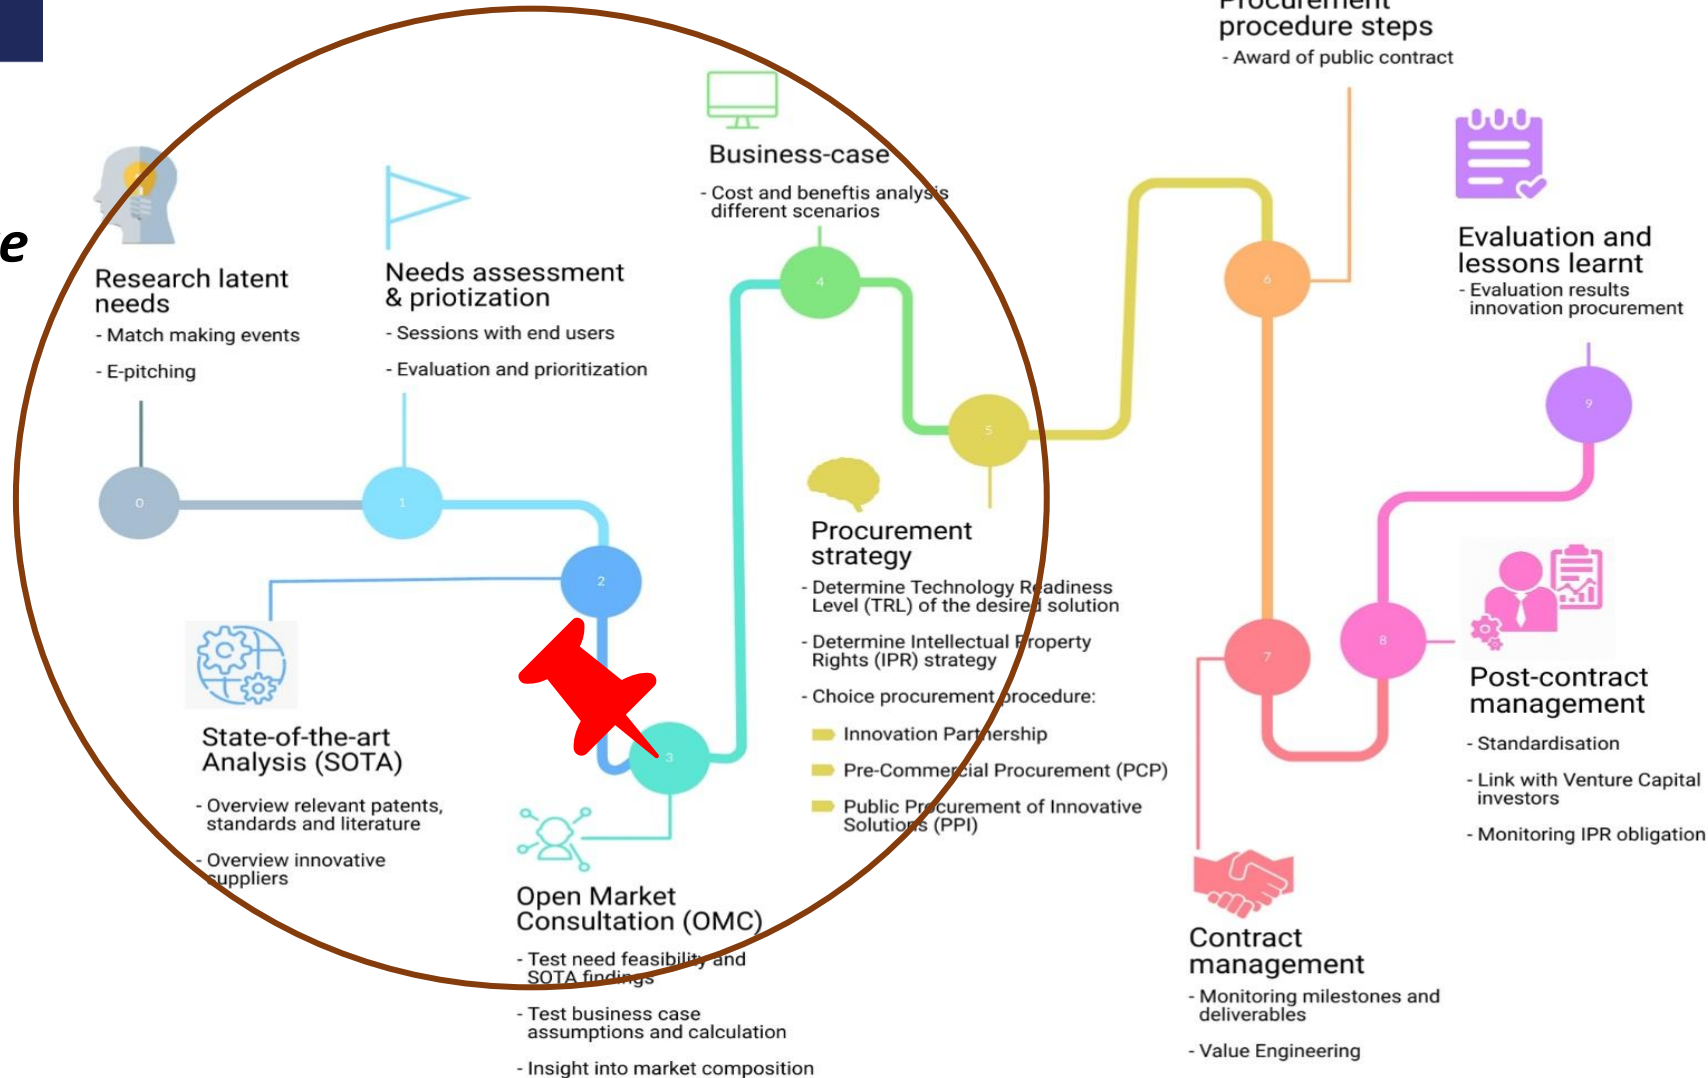 e
Research latent
needs
- Match making events
- E-pitching
0
Needs assessment
& priotization
- Sessions with end users
- Evaluation and prioritization
1
2
State-of-the-art
Analysis (SOTA)
- Overview relevant patents,
standards and literature
- Overview innovative
suppliers
3
Open Market
Consultation (OMC)
- Test need feasibility and
SOTA findings
- Test business case
assumptions and calculation
- Insight into market composition
Business-case
- Cost and beneftis analysis
different scenarios
4
5
Procurement
strategy
- Determine Technology Readiness
Level (TRL) of the desired solution
- Determine Intellectual Property
Rights (IPR) strategy
- Choice procurement procedure:
Innovation Partnership
Pre-Commercial Procurement (PCP)
Public Procurement of Innovative
Solutions (PPI)
Procurement
procedure steps
- Award of public contract
6
7
Contract
management
- Monitoring milestones and
deliverables
- Value Engineering
8
Post-contract
management
- Standardisation
- Link with Venture Capital
investors
- Monitoring IPR obligation
Evaluation and
lessons learnt
- Evaluation results
innovation procurement
9